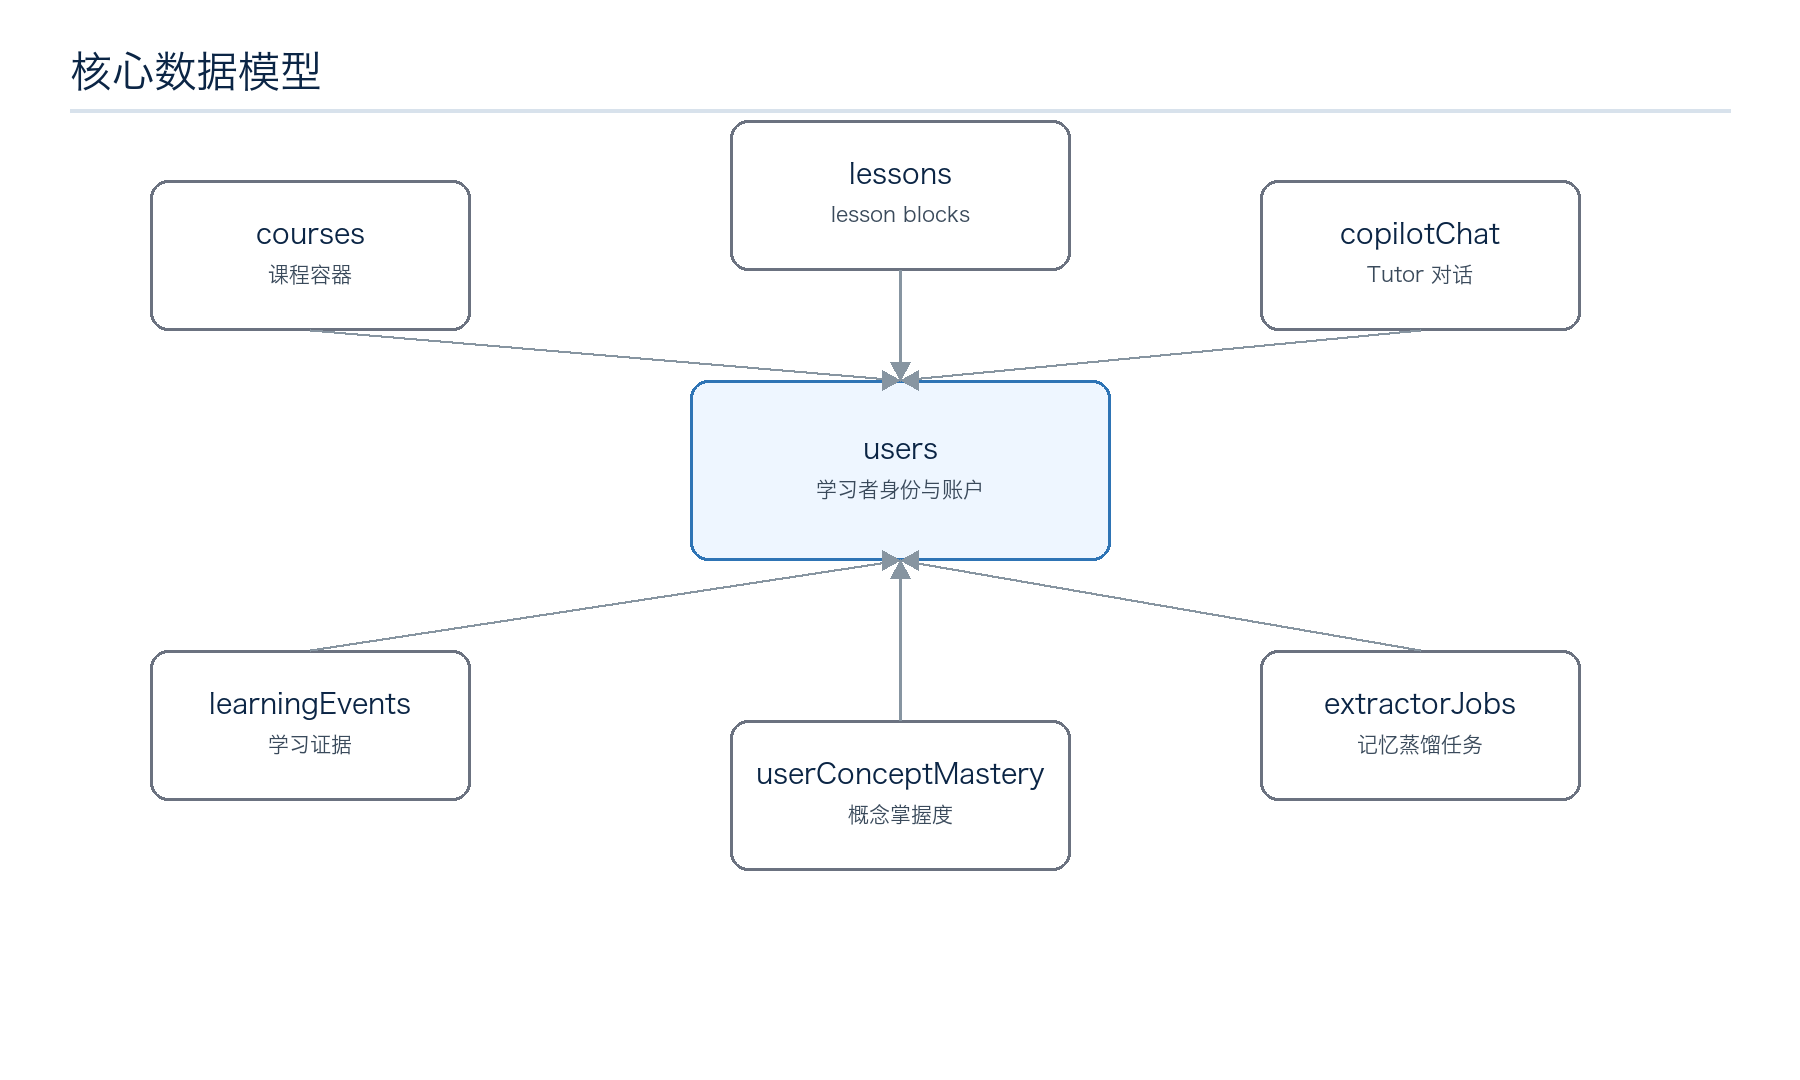 核心数据模型
lessons
lesson blocks
courses
课程容器
copilotChat
Tutor 对话
users
学习者身份与账户
learningEvents
学习证据
userConceptMastery
概念掌握度
extractorJobs
记忆蒸馏任务